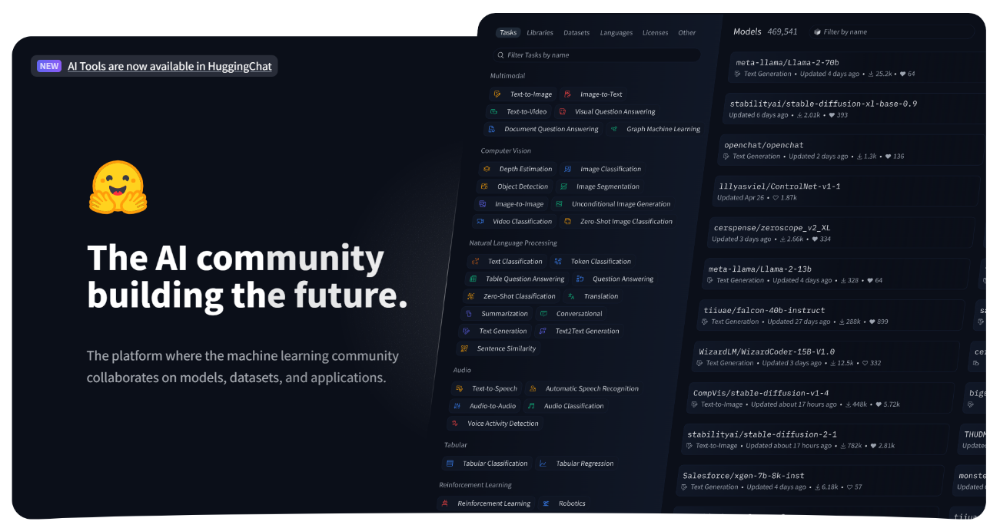 NEW AI Tools are now available in HuggingChat
The AI community
building the future.
The platform where the machine learning community
collaborates on models, datasets, and applications.
Tasks Libraries Datasets Languages Licenses Other
Filter Tasks by name
Multimodal
Text-to-Image Image-to-Text
Text-to-Video Visual Question Answering
Document Question Answering Graph Machine Learning
Computer Vision
Depth Estimation Image Classification
Object Detection Image Segmentation
Image-to-Image Unconditional Image Generation
Video Classification Zero-Shot Image Classification
Natural Language Processing
Text Classification Token Classification
Table Question Answering Question Answering
Zero-Shot Classification Translation
Summarization Conversational
Text Generation Text2Text Generation
Sentence Similarity
Audio
Text-to-Speech Automatic Speech Recognition
Audio-to-Audio Audio Classification
Voice Activity Detection
Tabular
Tabular Classification Tabular Regression
Reinforcement Learning
Reinforcement Learning Robotics
Models 469,541 Filter by name
meta-llama/Llama-2-70b
Text Generation • Updated 4 days ago • 25.2k • 64
stabilityai/stable-diffusion-xl-base-0.9
Updated 6 days ago • 2.01k • 393
openchat/openchat
Text Generation • Updated 2 days ago • 1.3k • 136
lllyasviel/ControlNet-v1-1
Updated Apr 26 • 1.87k
cerspense/zeroscope_v2_XL
Updated 3 days ago • 2.66k • 334
meta-llama/Llama-2-13b
Text Generation • Updated 4 days ago • 328 • 64
tiiuae/falcon-40b-instruct
Text Generation • Updated 27 days ago • 288k • 899
WizardLM/WizardCoder-15B-V1.0
Text Generation • Updated 3 days ago • 12.5k • 332
CompVis/stable-diffusion-v1-4
Text-to-Image • Updated about 17 hours ago • 448k • 5.72k
stabilityai/stable-diffusion-2-1
Text-to-Image • Updated about 17 hours ago • 782k • 2.81k
Salesforce/xgen-7b-8k-inst
Text Generation • Updated 4 days ago • 6.18k • 57